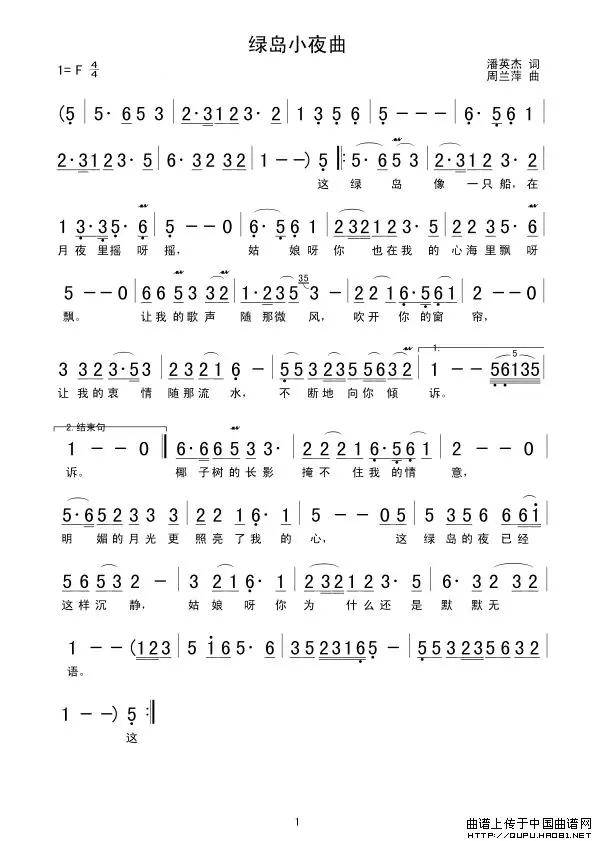 绿岛小夜曲
1= F 4/4
潘英杰 词
周兰萍 曲
(5 | 5· 6 5 3 | 2·3 1 2 3· 2 | 1 3 5 6 | 5 - - - | 6· 5 6 1 |
2·3 1 2 3· 5 | 6· 3 2 3 2 | 1 - -) 5 |: 5· 6 5 3 | 2·3 1 2 3· 2 |
这 绿 岛 像 一只 船, 在
1 3·3 5· 6 | 5 - - 0 | 6· 5 6 1 | 2 3 2 1 2 3· 5 | 2 2 3 5· 6 |
月 夜 里 摇 呀 摇, 姑 娘 呀 你 也 在 我 的 心 海 里 飘 呀
5 - - 0 | 6 6 5 3 3 2 | 1·2 3 5 35 3 - | 2 2 1 6·5 6 1 | 2 - - 0 |
飘。 让 我 的 歌 声 随 那 微 风, 吹 开 你 的 窗 帘,
3 3 2 3·5 3 | 2 3 2 1 6 - | 5 5 3 2 3 5 6 3 2 | 1. 1 - - 5 6 1 3 5 |
5
让 我 的 衷 情 随 那 流 水, 不 断 地 向 你 倾 诉。
2. 结束句
1 - - 0 ‖ 6·6 6 5 3 3· | 2 2 2 1 6·5 6 1 | 2 - - 0 |
诉。 椰 子 树 的 长 影 掩 不 住 我 的 情 意,
5·6 5 2 3 3 | 2 2 1 6· 1 | 5 - - 0 5 | 5 3 5 6 6 6 1 |
明 媚 的 月 光 更 照 亮 了 我 的 心, 这 绿 岛 的 夜 已 经
5 6 5 3 2 - | 3 2 1 6· | 1 2 3 2 1 2 3· 5 | 6· 3 2 3 2 |
这 样 沉 静, 姑 娘 呀 你 为 什 么 还 是 默 默 无
1 - - (1 2 3 | 5 1 6 5· 6 | 3 5 2 3 1 6 5 - | 5 5 3 2 3 5 6 3 2 |
语。
1 - -) 5 :‖
这
1
曲谱上传于中国曲谱网
http://QUPU.HAO81.NET